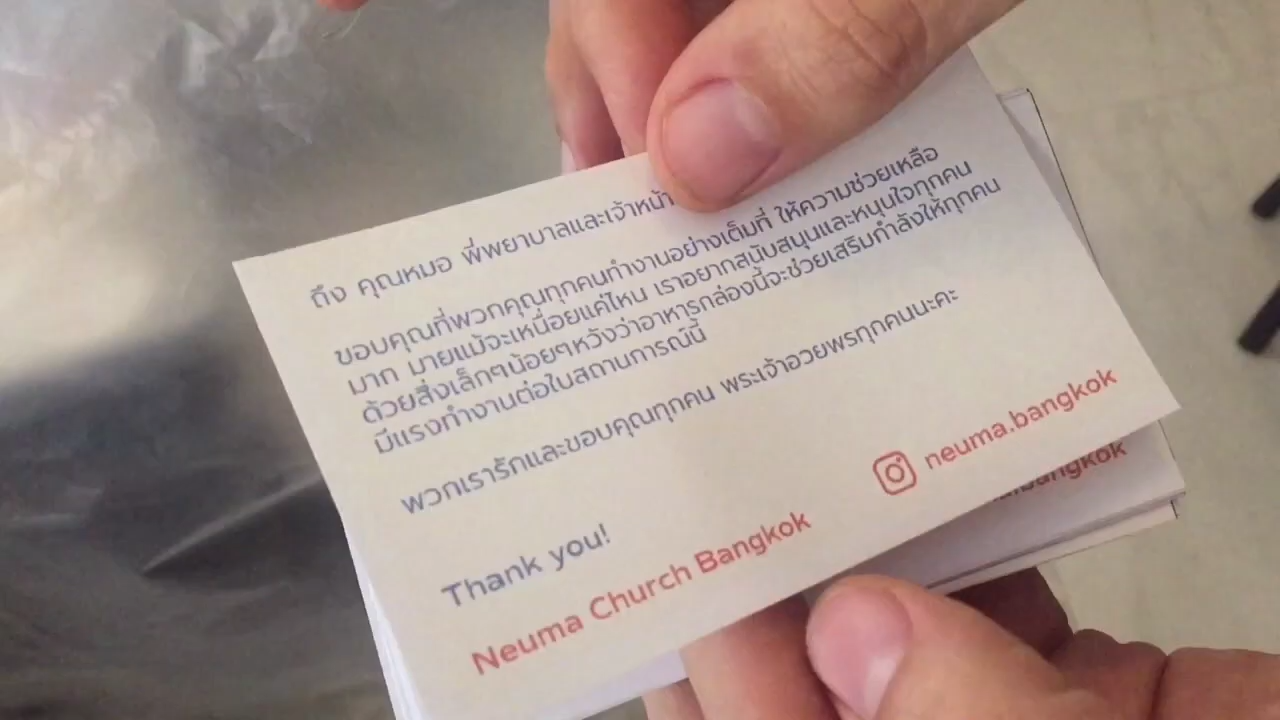 ถึง คุณหมอ พี่พยาบาลและเจ้าหน้า
ขอบคุณที่พวกคุณทุกคนทำงานอย่างเต็มที่ ให้ความช่วยเหลือ
มาก มายแม้จะเหนื่อยแค่ไหน เราอยากสนับสนุนและหนุนใจทุกคน
ด้วยสิ่งเล็กๆน้อยๆหวังว่าอาหารกล่องนี้จะช่วยเสริมกำลังให้ทุกคน
มีแรงทำงานต่อในสถานการณ์นี้
พวกเรารักและขอบคุณทุกคน พระเจ้าอวยพรทุกคนนะคะ
neuma.bangkok
Thank you!
Neuma Church Bangkok
bangkok